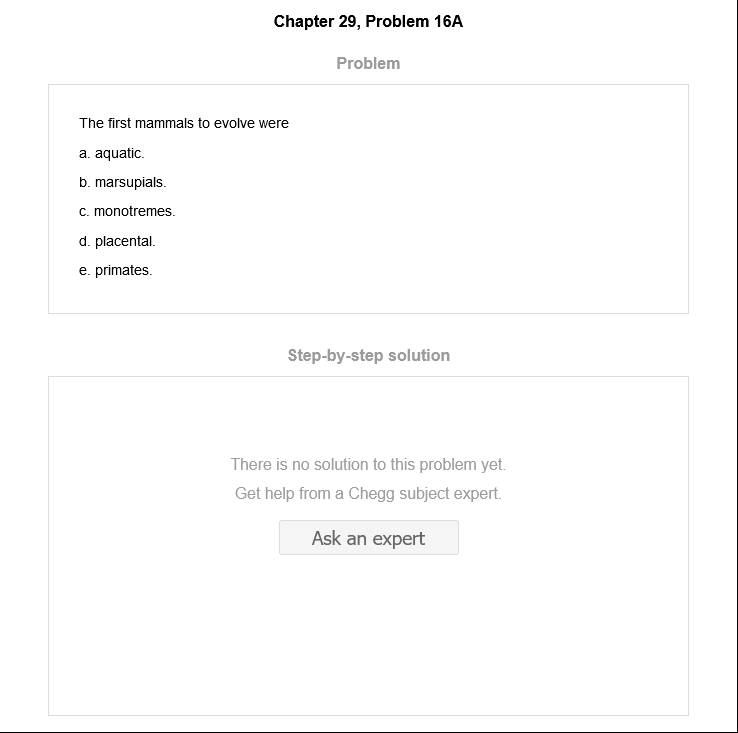 Chapter 29, Problem 16A
Problem
The first mammals to evolve were
a. aquatic.
b. marsupials.
c. monotremes.
d. placental.
e. primates.
Step-by-step solution
There is no solution to this problem yet.
Get help from a Chegg subject expert.
Ask an expert